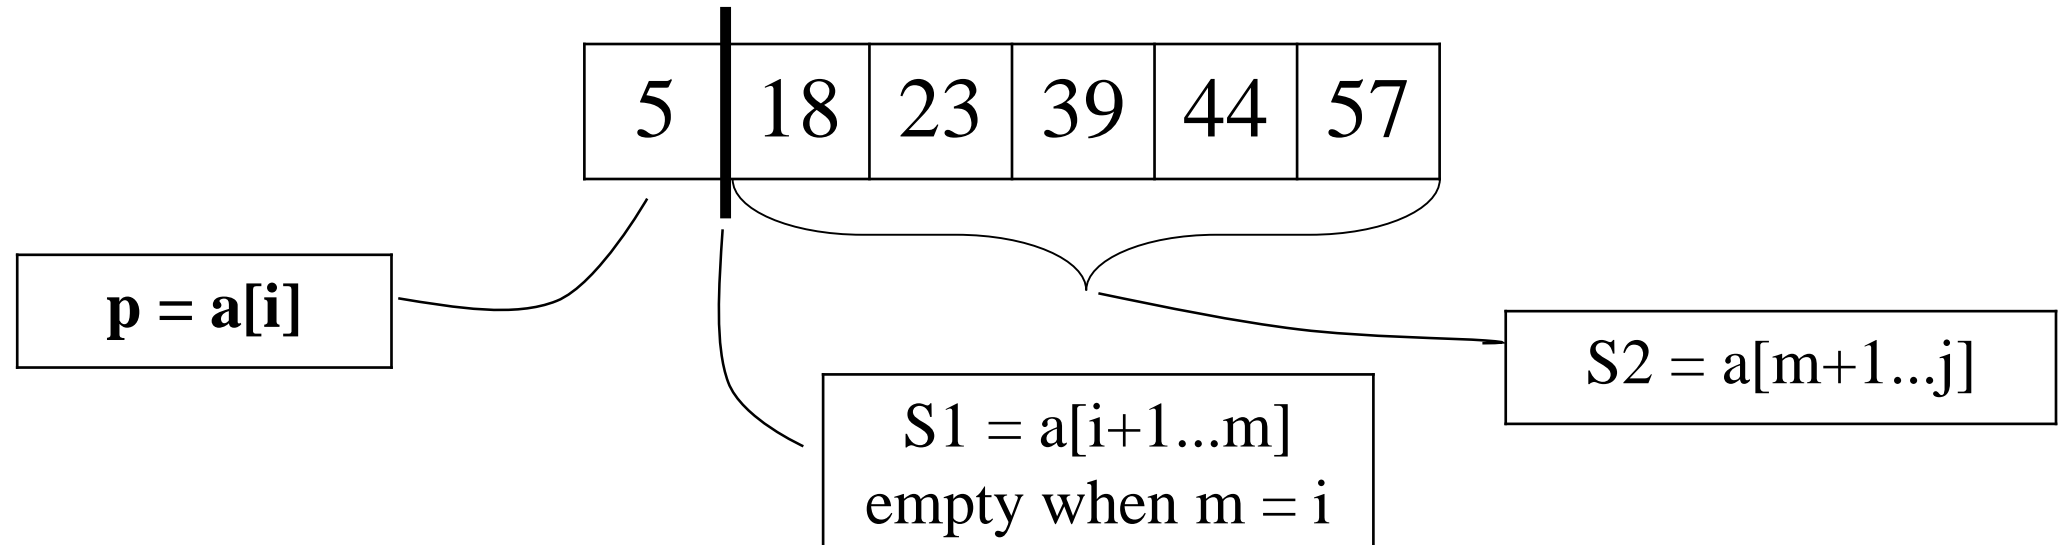 5 18 23 39 44 57
p = a[i]
S2 = a[m+1...j]
S1 = a[i+1...m]
empty when m = i